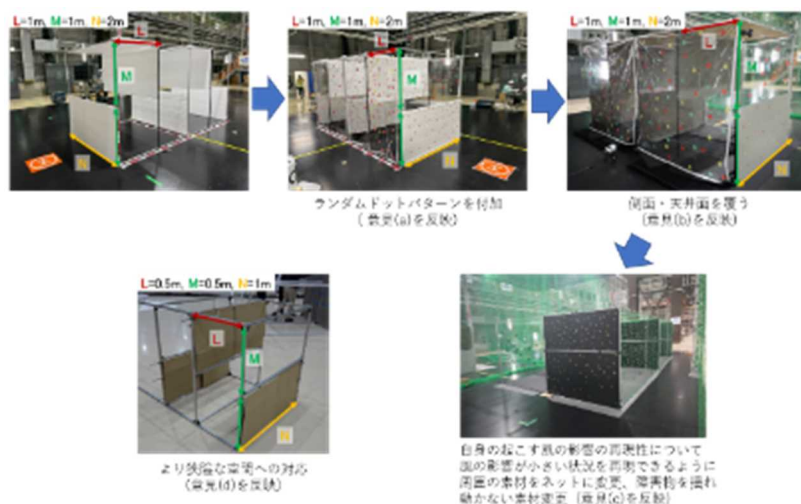 L=1m, M=1m, N=2m
L
M
N
L=1m, M=1m, N=2m
L
M
N
L=1m, M=1m, N=2m
L
M
N
ランダムドットパターンを付加
(意見(a)を反映)
側面・天井面を覆う
(意見(b)を反映)
L=0.5m, M=0.5m, N=1m
L
M
N
より狭隘な空間への対応
(意見(d)を反映)
自身の起こす風の影響の再現性について
風の影響が小さい状況を再現できるように
周囲の素材をネットに変更、障害物を揺れ
動かない素材変更（意見(c)を反映）